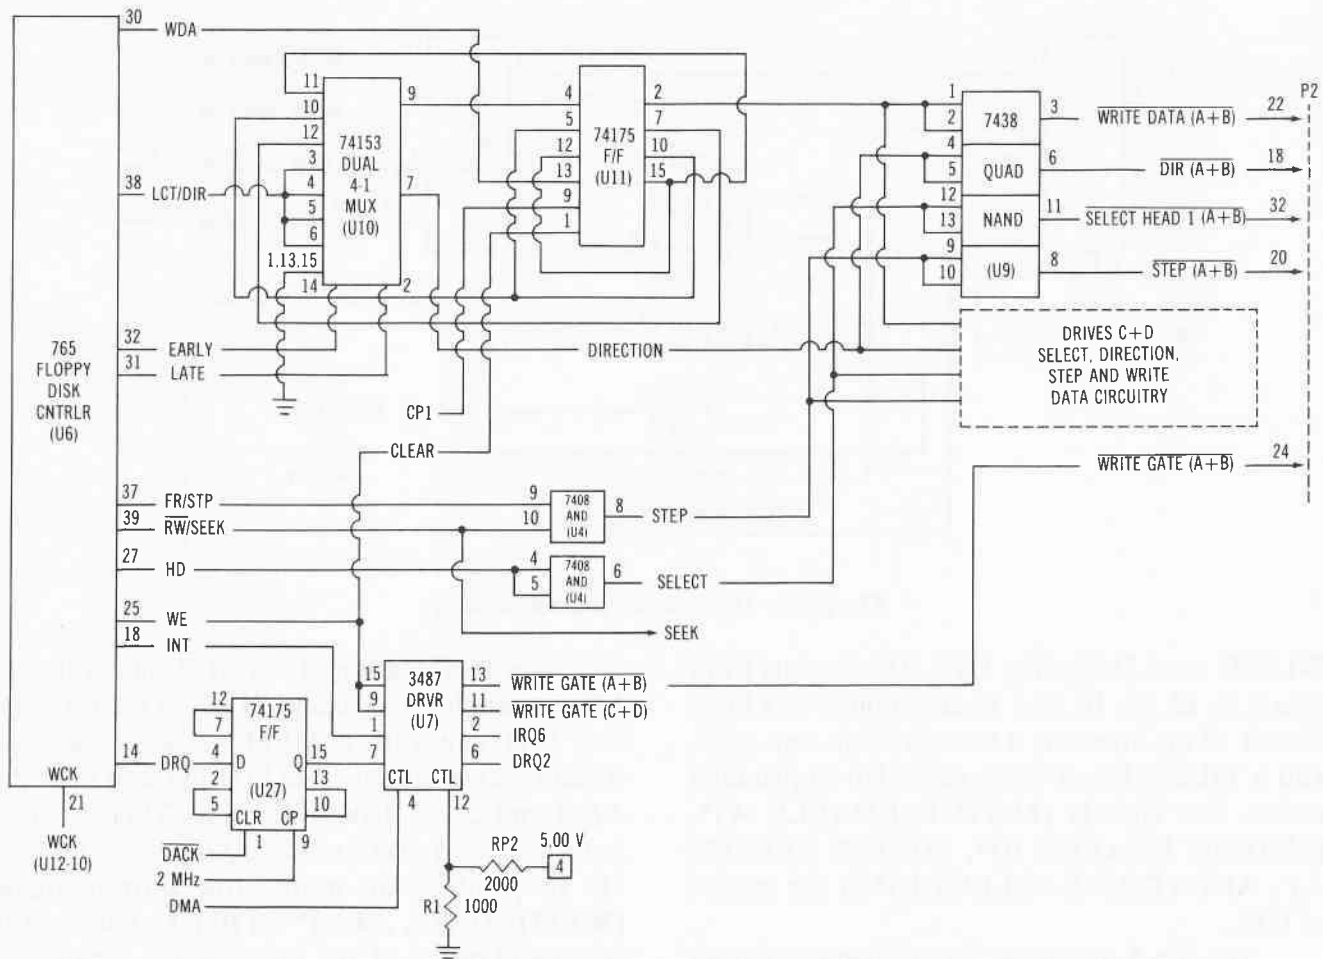 30 WDA
38 LCT/DIR
32 EARLY
31 LATE
765
FLOPPY
DISK
CNTRLR
(U6)
37 FR/STP
39 RW/SEEK
27 HD
25 WE
18 INT
14 DRQ
WCK
21
WCK
(U12-10)
11
10
12
3
4
5
6
1.13.15
14
74153
DUAL
4-1
MUX
(U10)
9
7
2
4
5
12
13
9
1
74175
F/F
(U11)
2
7
10
15
CP1
CLEAR
DIRECTION
9
10
7408
AND
(U4)
8 STEP
4
5
7408
AND
(U4)
6 SELECT
SEEK
1
2
4
5
12
13
9
10
7438
QUAD
NAND
(U9)
3 WRITE DATA (A+B) 22
6 DIR (A+B) 18
11 SELECT HEAD 1 (A+B) 32
8 STEP (A+B) 20
P2
DRIVES C+D
SELECT, DIRECTION,
STEP AND WRITE
DATA CIRCUITRY
WRITE GATE (A+B) 24
12
7
4
2
5
74175
F/F
D Q
(U27)
CLR CP
15
13
10
1 9
DACK
2 MHz
DMA
15
9
1
7
3487
DRVR
(U7)
CTL CTL
4 12
13 WRITE GATE (A+B)
11 WRITE GATE (C+D)
2 IRQ6
6 DRQ2
RP2
2000
5.00 V
4
R1
1000